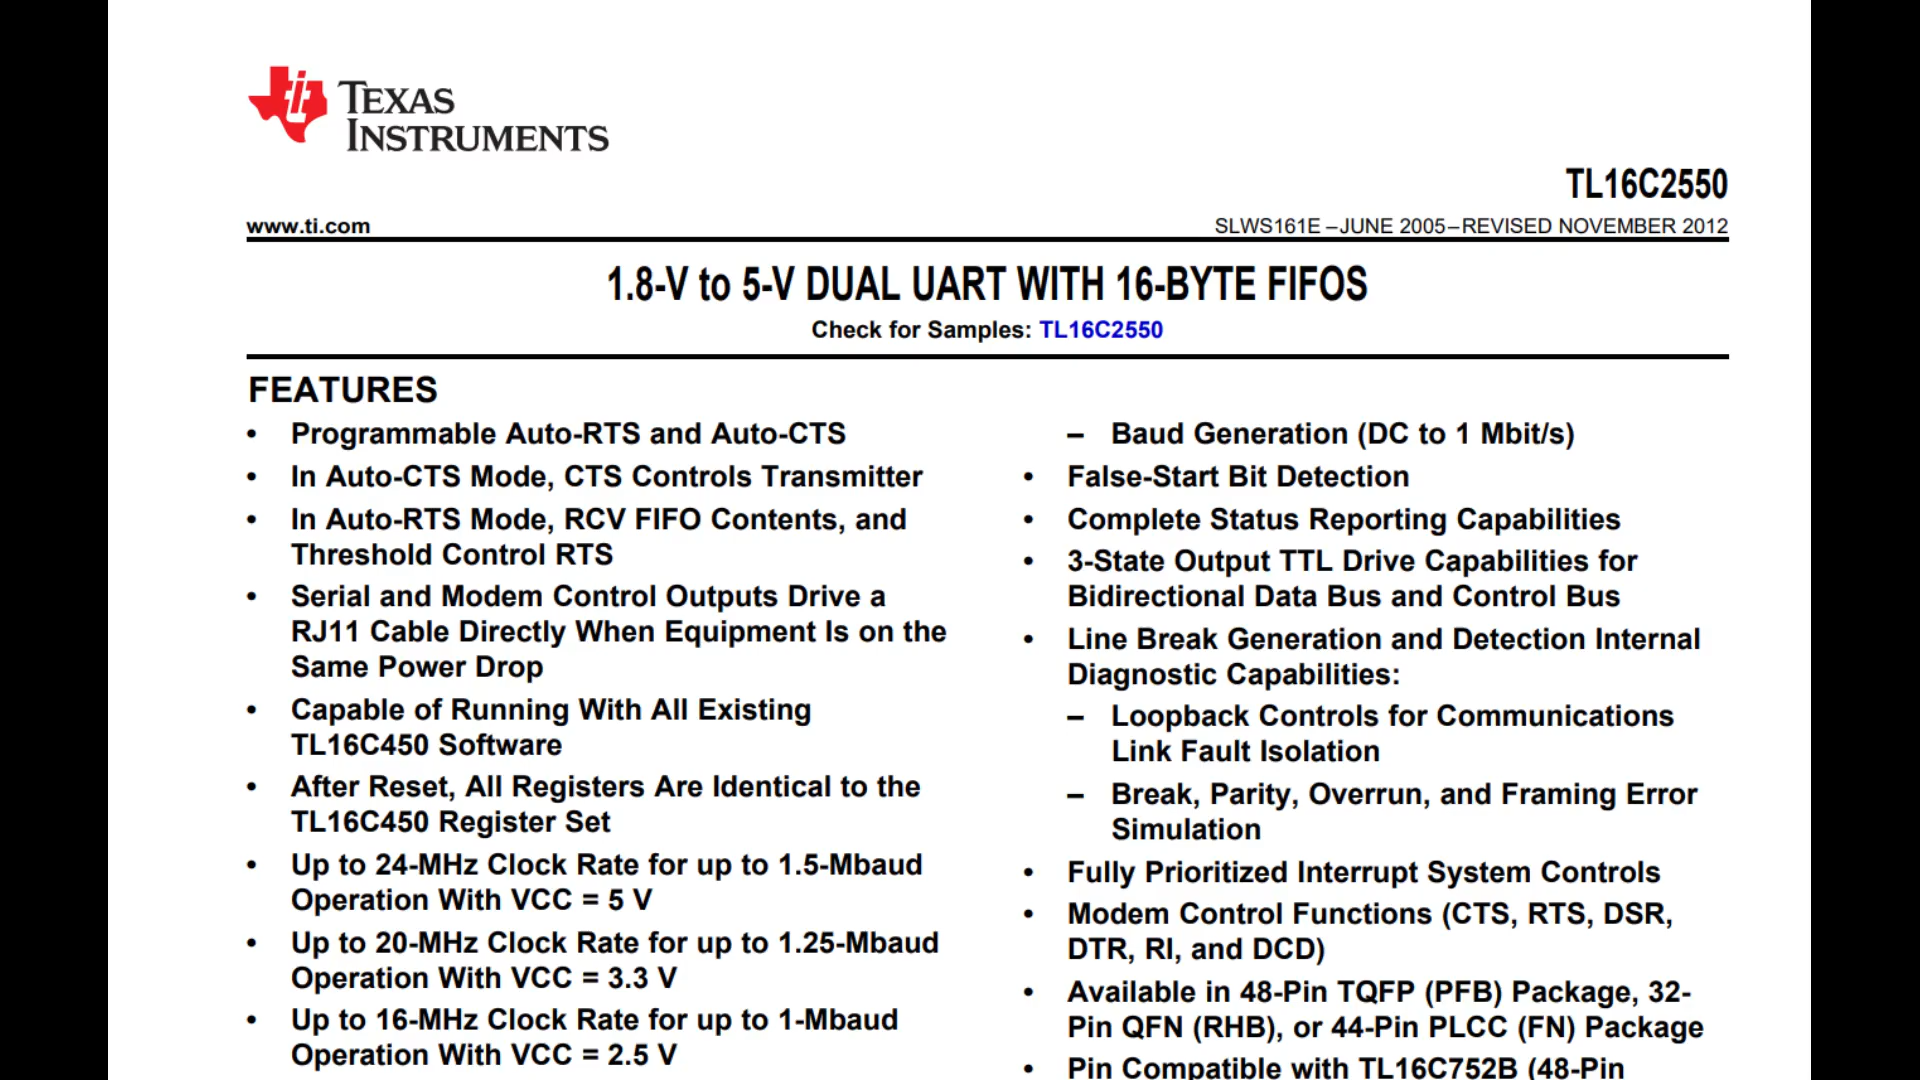 TEXAS
INSTRUMENTS
TL16C2550
www.ti.com
SLWS161E –JUNE 2005–REVISED NOVEMBER 2012
1.8-V to 5-V DUAL UART WITH 16-BYTE FIFOS
Check for Samples: TL16C2550
FEATURES
• Programmable Auto-RTS and Auto-CTS
• In Auto-CTS Mode, CTS Controls Transmitter
• In Auto-RTS Mode, RCV FIFO Contents, and
Threshold Control RTS
• Serial and Modem Control Outputs Drive a
RJ11 Cable Directly When Equipment Is on the
Same Power Drop
• Capable of Running With All Existing
TL16C450 Software
• After Reset, All Registers Are Identical to the
TL16C450 Register Set
• Up to 24-MHz Clock Rate for up to 1.5-Mbaud
Operation With VCC = 5 V
• Up to 20-MHz Clock Rate for up to 1.25-Mbaud
Operation With VCC = 3.3 V
• Up to 16-MHz Clock Rate for up to 1-Mbaud
Operation With VCC = 2.5 V
– Baud Generation (DC to 1 Mbit/s)
• False-Start Bit Detection
• Complete Status Reporting Capabilities
• 3-State Output TTL Drive Capabilities for
Bidirectional Data Bus and Control Bus
• Line Break Generation and Detection Internal
Diagnostic Capabilities:
– Loopback Controls for Communications
Link Fault Isolation
– Break, Parity, Overrun, and Framing Error
Simulation
• Fully Prioritized Interrupt System Controls
• Modem Control Functions (CTS, RTS, DSR,
DTR, RI, and DCD)
• Available in 48-Pin TQFP (PFB) Package, 32-
Pin QFN (RHB), or 44-Pin PLCC (FN) Package
• Pin Compatible with TL16C752B (48-Pin